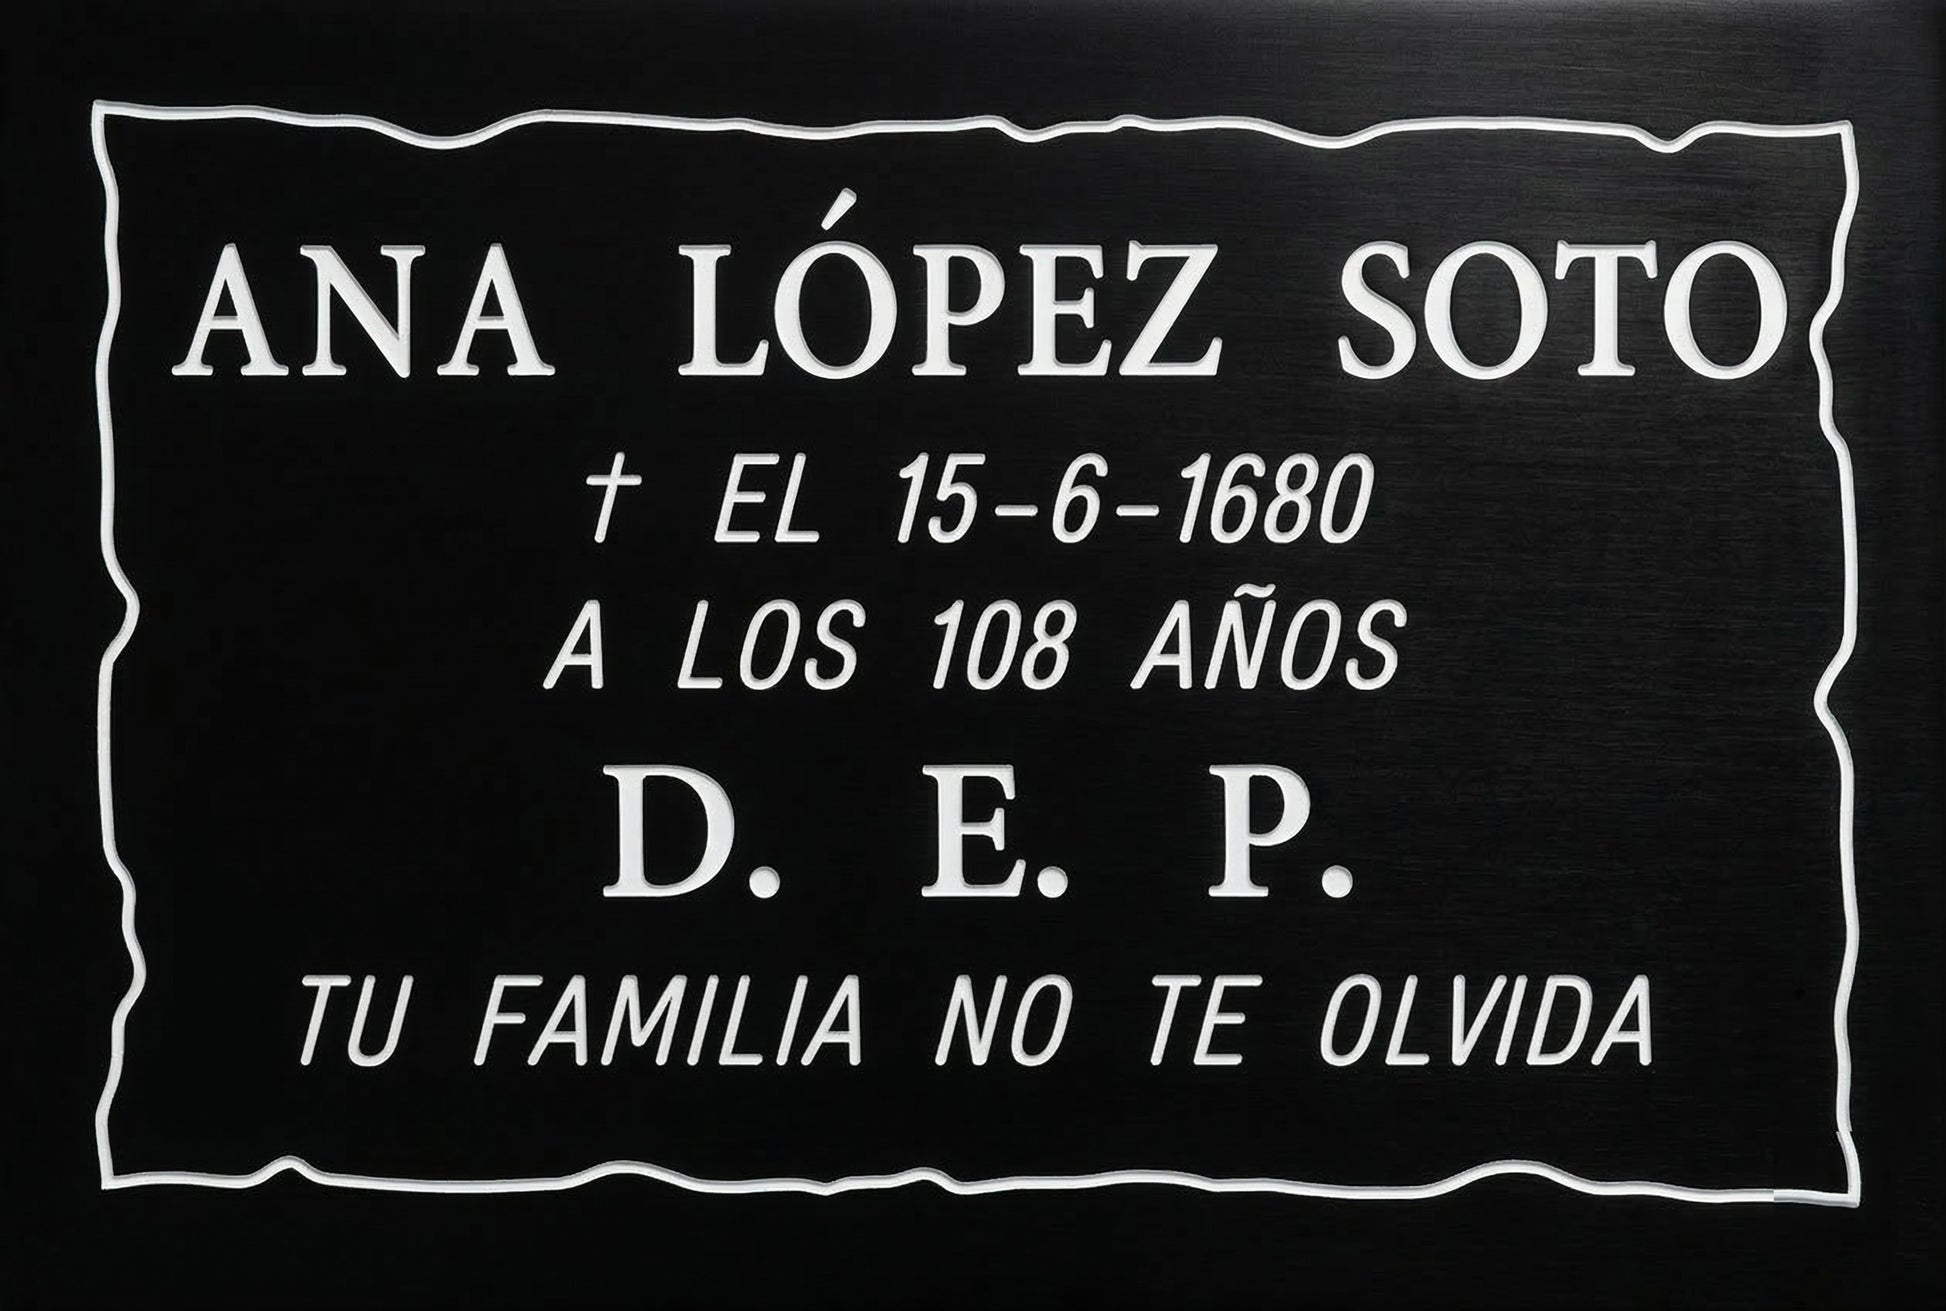 ANA LÓPEZ SOTO
† EL 15-6-1680
A LOS 108 AÑOS
D. E. P.
TU FAMILIA NO TE OLVIDA